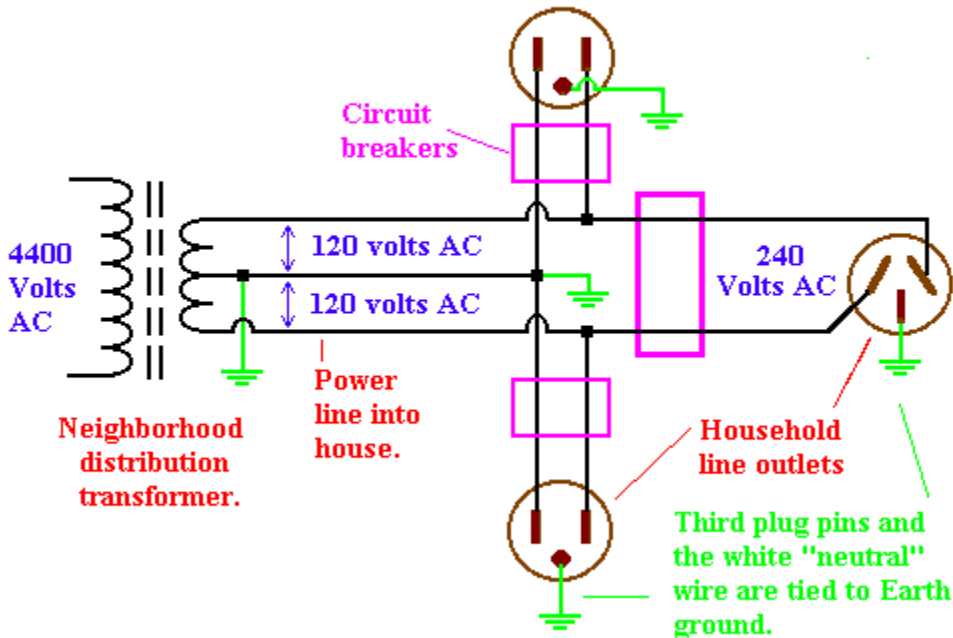 Circuit
breakers
4400
Volts
AC
120 volts AC
120 volts AC
240
Volts AC
Power
line into
house.
Neighborhood
distribution
transformer.
Household
line outlets
Third plug pins and
the white "neutral"
wire are tied to Earth
ground.